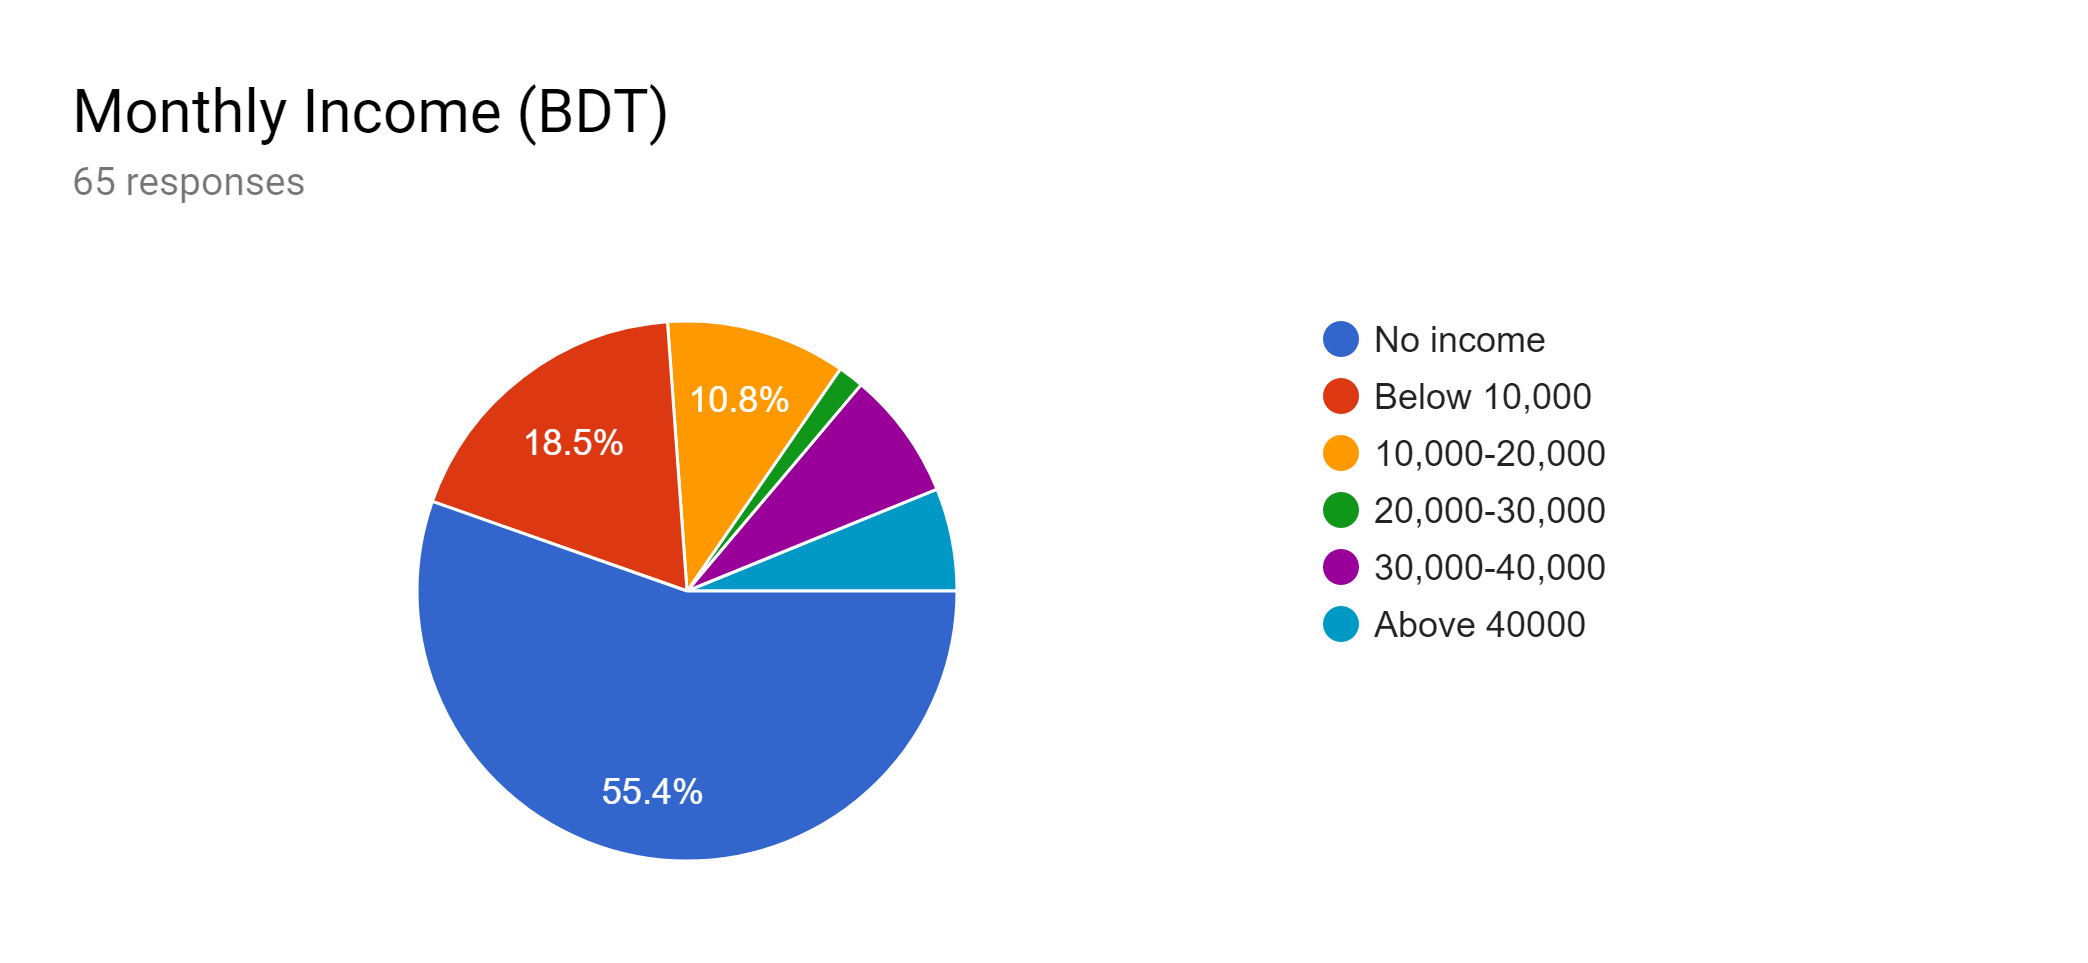 Monthly Income (BDT)
65 responses
10.8%
18.5%
55.4%
No income
Below 10,000
10,000-20,000
20,000-30,000
30,000-40,000
Above 40000